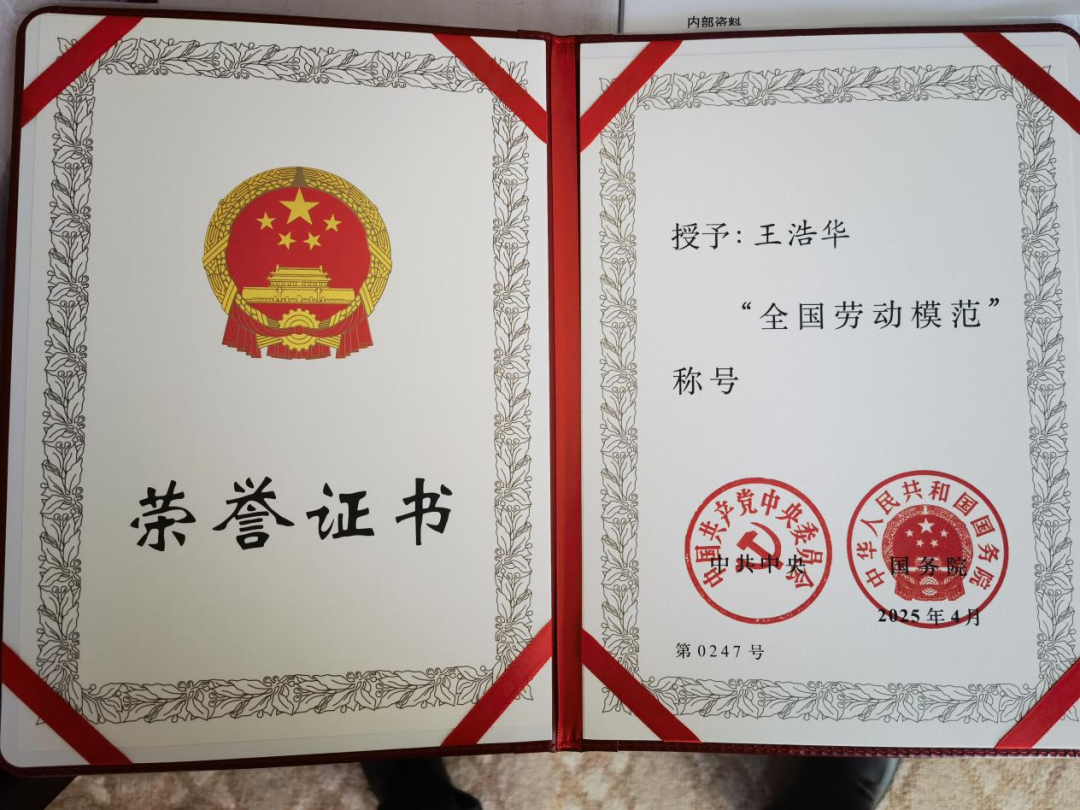 内部资料
荣誉证书
授予：王浩华
“全国劳动模范”
称号
中国共产党中央委员会
中共中央
中华人民共和国国务院
国务院
2025年4月
第0247号